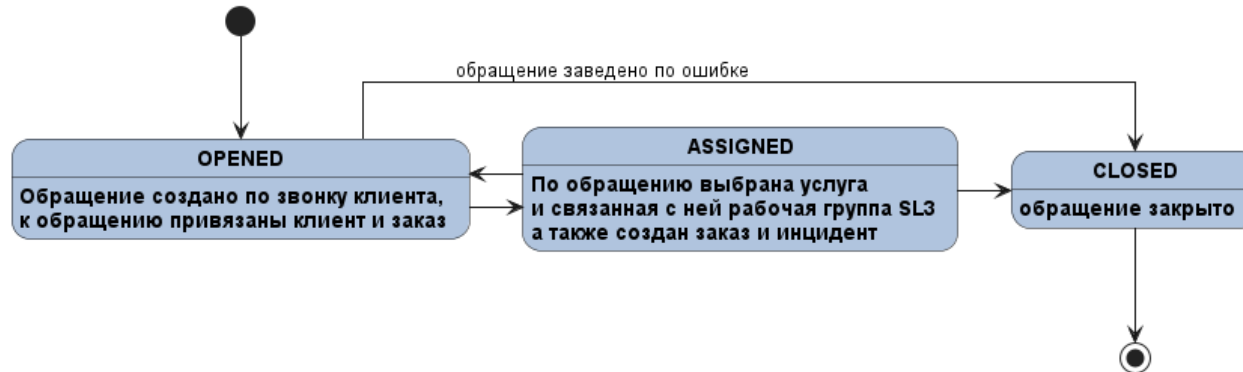 обращение заведено по ошибке
OPENED
Обращение создано по звонку клиента,
к обращению привязаны клиент и заказ
ASSIGNED
По обращению выбрана услуга
и связанная с ней рабочая группа SL3
а также создан заказ и инцидент
CLOSED
обращение закрыто